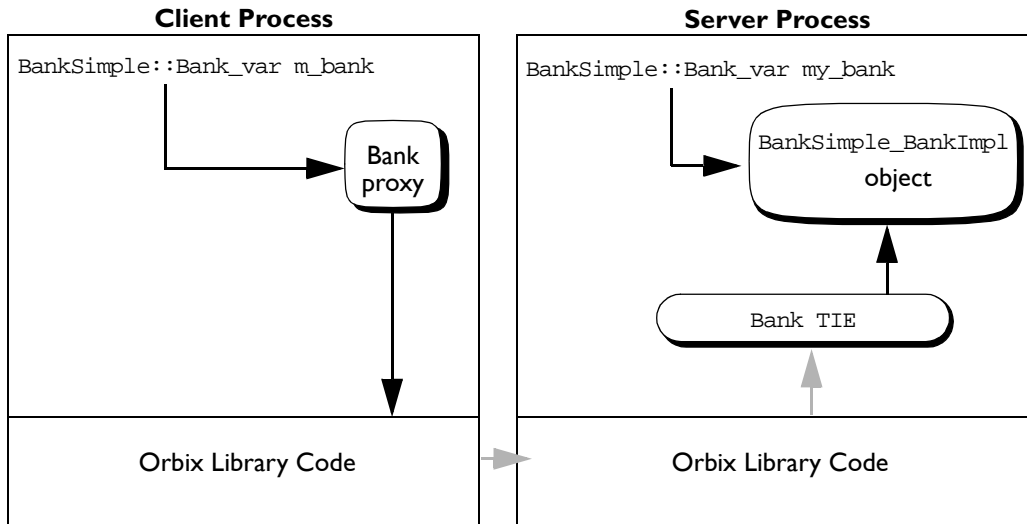 Client Process
BankSimple::Bank_var m_bank
Bank
proxy
Orbix Library Code
Server Process
BankSimple::Bank_var my_bank
BankSimple_BankImpl
object
Bank TIE
Orbix Library Code